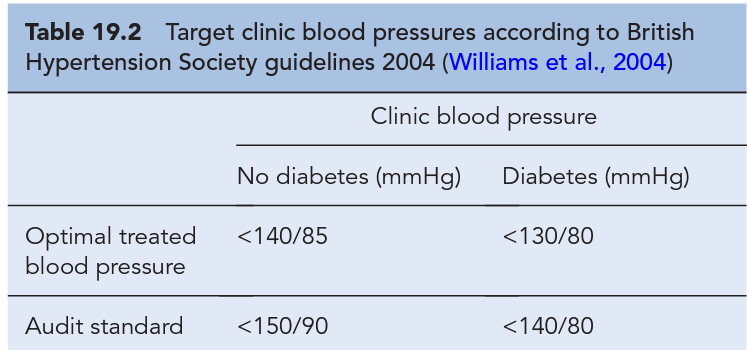 Table 19.2 Target clinic blood pressures according to British
Hypertension Society guidelines 2004 (Williams et al., 2004)
Clinic blood pressure
No diabetes (mmHg) Diabetes (mmHg)
Optimal treated <140/85 <130/80
blood pressure
Audit standard <150/90 <140/80